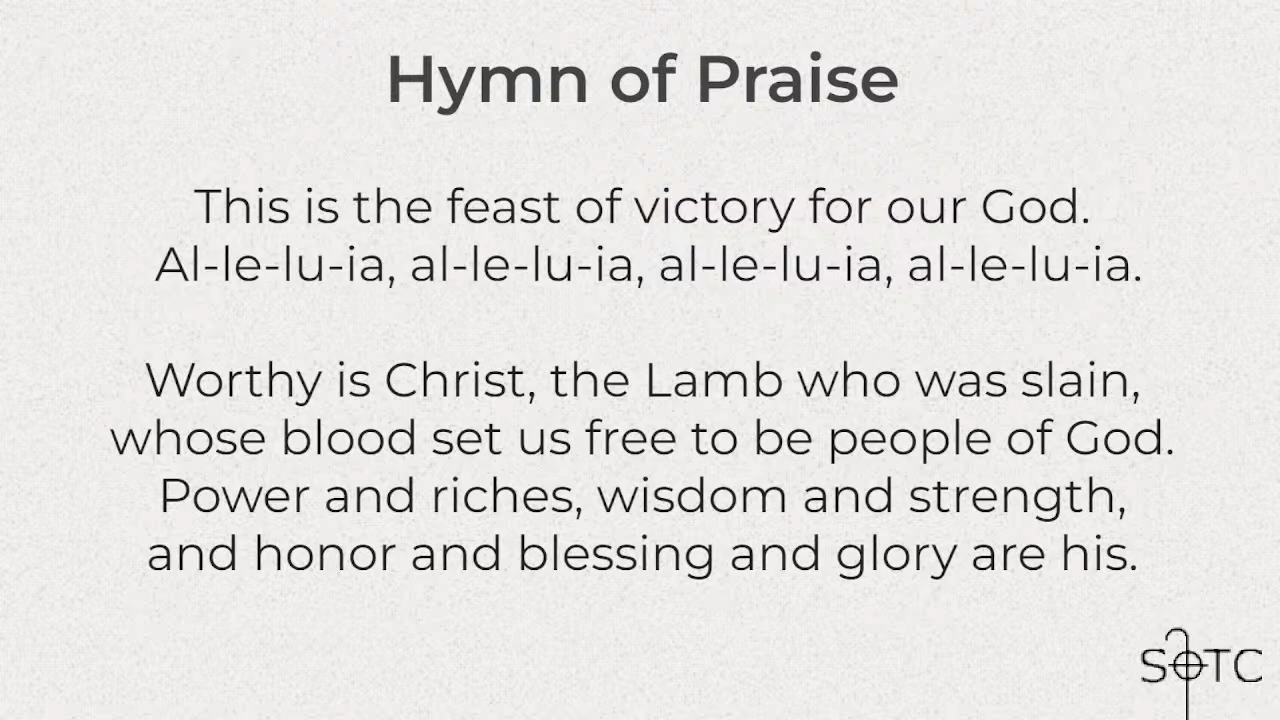 Hymn of Praise
This is the feast of victory for our God.
Al-le-lu-ia, al-le-lu-ia, al-le-lu-ia, al-le-lu-ia.
Worthy is Christ, the Lamb who was slain,
whose blood set us free to be people of God.
Power and riches, wisdom and strength,
and honor and blessing and glory are his.
SOTC